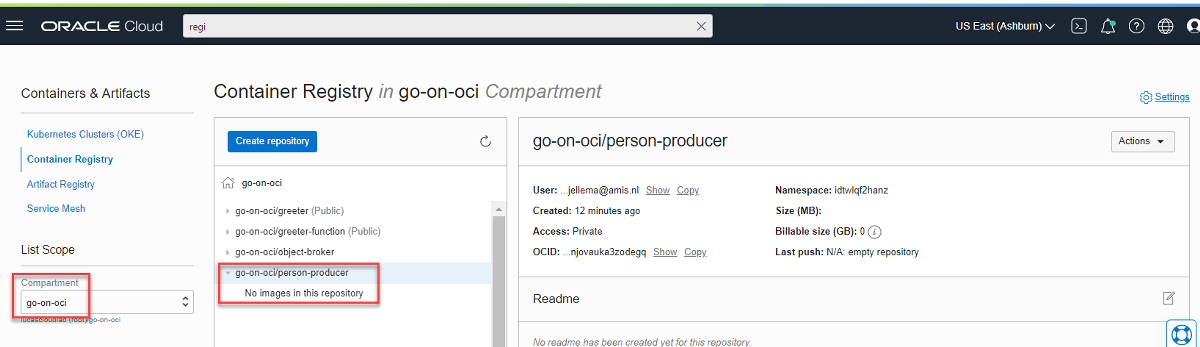 ORACLE Cloud
regi
US East (Ashburn)
Containers & Artifacts
Kubernetes Clusters (OKE)
Container Registry
Artifact Registry
Service Mesh
List Scope
Compartment
go-on-oci
lucascloudlab (root)/go-on-oci
Container Registry in go-on-oci Compartment
Settings
Create repository
go-on-oci
go-on-oci/greeter (Public)
go-on-oci/greeter-function (Public)
go-on-oci/object-broker
go-on-oci/person-producer
No images in this repository
go-on-oci/person-producer
Actions
User: ...jellema@amis.nl Show Copy
Created: 12 minutes ago
Access: Private
OCID: ...njovauka3zodegq Show Copy
Namespace: idtwlqf2hanz
Size (MB):
Billable size (GB): 0
Last push: N/A: empty repository
Readme
No readme has been created yet for this repository.